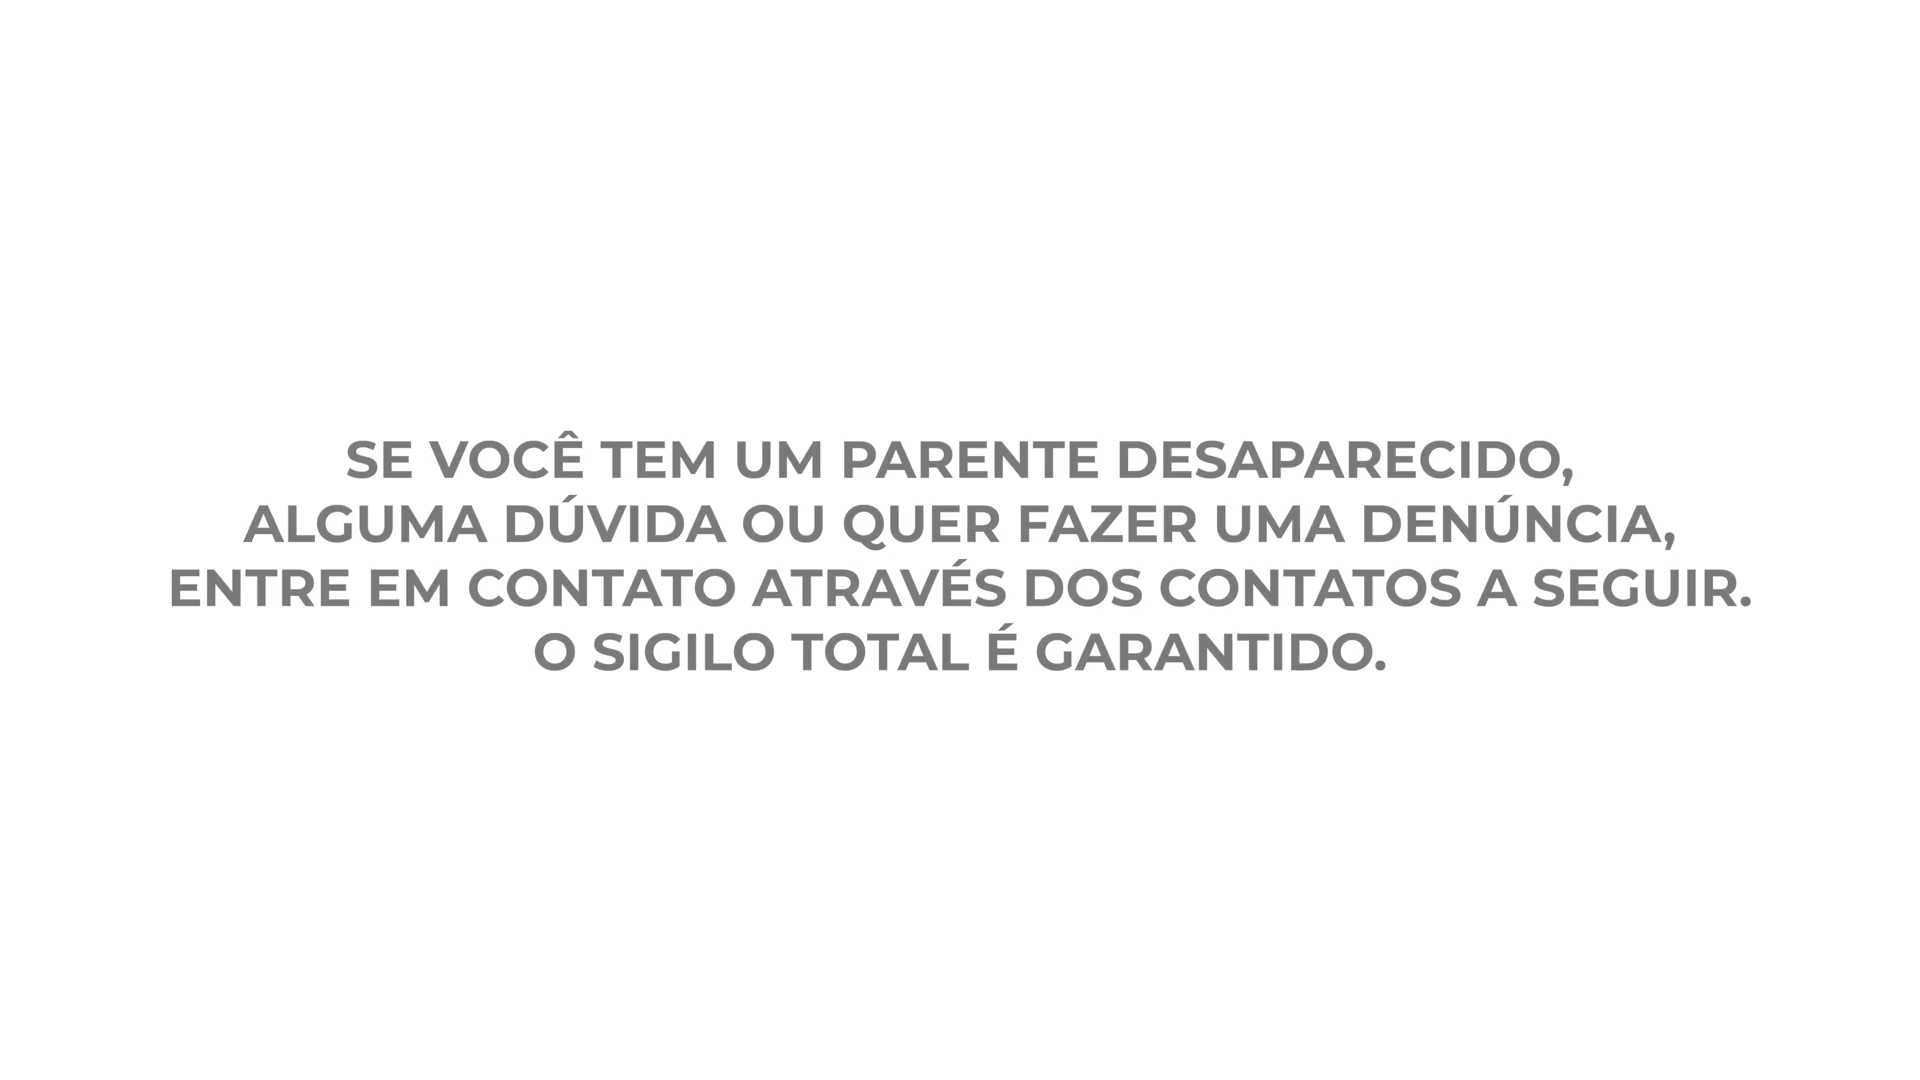 SE VOCÊ TEM UM PARENTE DESAPARECIDO,
ALGUMA DÚVIDA OU QUER FAZER UMA DENÚNCIA,
ENTRE EM CONTATO ATRAVÉS DOS CONTATOS A SEGUIR.
O SIGILO TOTAL É GARANTIDO.